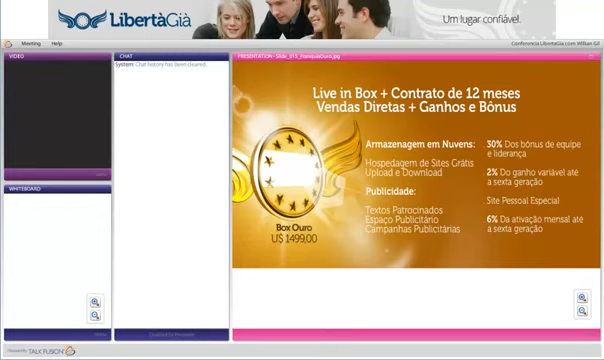 LibertàGià
Um lugar confiável.
Meeting Help
Conferencia LibertaGia com Willian Gil
VIDEO
CHAT
PRESENTATION - Slide_015_FranquiaOuro.jpg
System: Chat history has been cleared.
Live in Box + Contrato de 12 meses
Vendas Diretas + Ganhos e Bônus
Armazenagem em Nuvens:
Hospedagem de Sites Grátis
Upload e Download
Publicidade:
Textos Patrocinados
Espaço Publicitário
Campanhas Publicitárias
30% Dos bônus de equipe
e liderança
2% Do ganho variável até
a sexta geração
Site Pessoal Especial
6% Da ativação mensal até
a sexta geração
Box Ouro
U$ 1499,00
WHITEBOARD
Powered by TALK FUSION